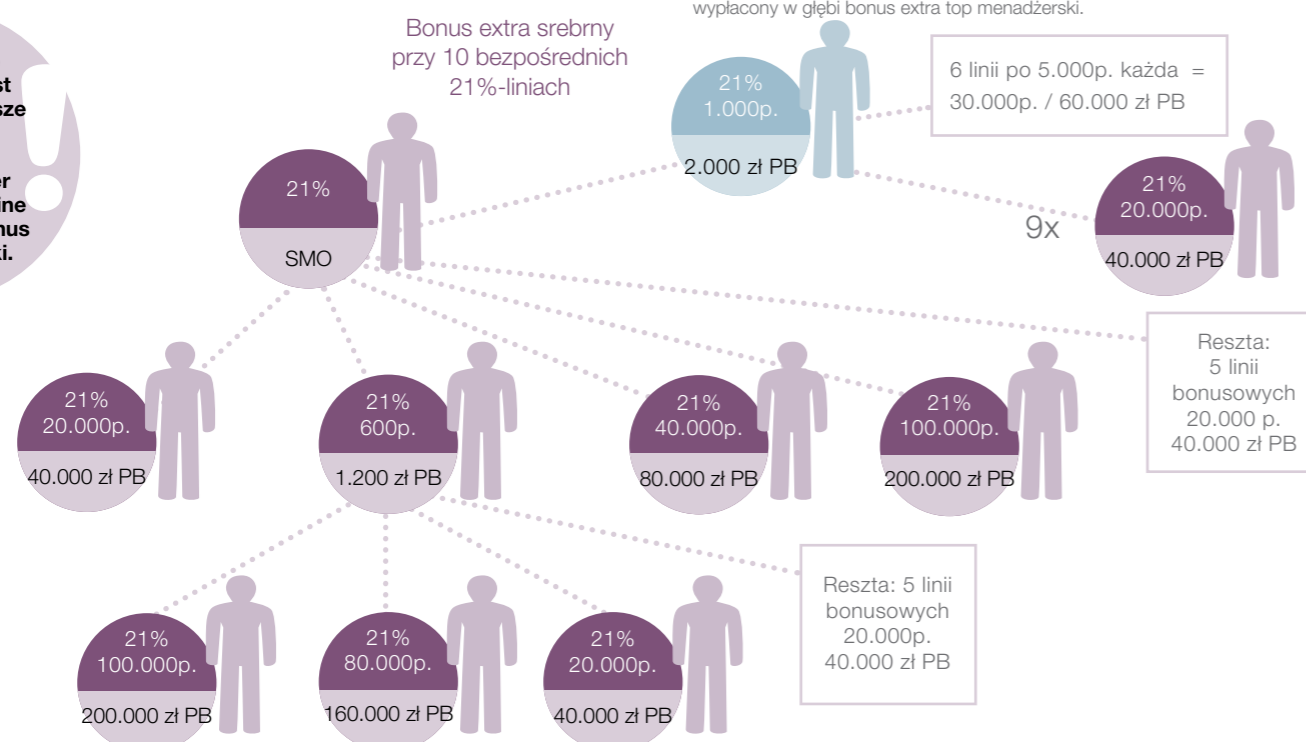 wypłacony w głębi bonus extra top menadżerski.
Bonus extra srebrny
przy 10 bezpośrednich
21%-liniach
ki.
!
21%
1.000p.
2.000 zł PB
6 linii po 5.000p. każda =
30.000p. / 60.000 zł PB
21%
SMO
9x
21%
20.000p.
40.000 zł PB
Reszta:
5 linii
bonusowych
20.000 p.
40.000 zł PB
21%
20.000p.
40.000 zł PB
21%
600p.
1.200 zł PB
21%
40.000p.
80.000 zł PB
21%
100.000p.
200.000 zł PB
Reszta: 5 linii
bonusowych
20.000p.
40.000 zł PB
21%
100.000p.
200.000 zł PB
21%
80.000p.
160.000 zł PB
21%
20.000p.
40.000 zł PB